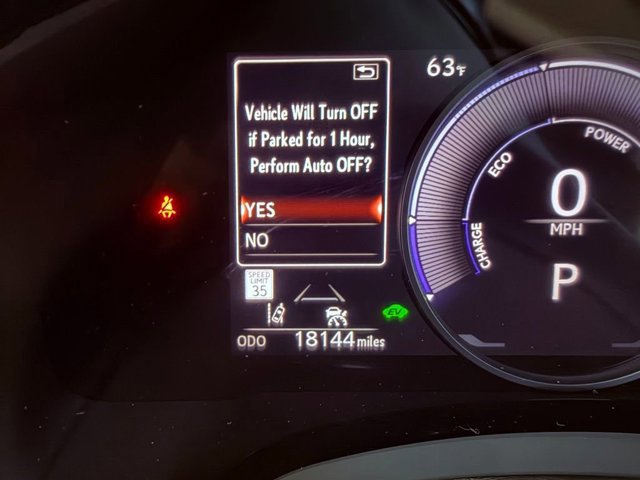 63°F
Vehicle Will Turn OFF
if Parked for 1 Hour,
Perform Auto OFF?
YES
NO
SPEED
LIMIT
35
EV
ODO 18144 miles
CHARGE
ECO
POWER
0
MPH
P